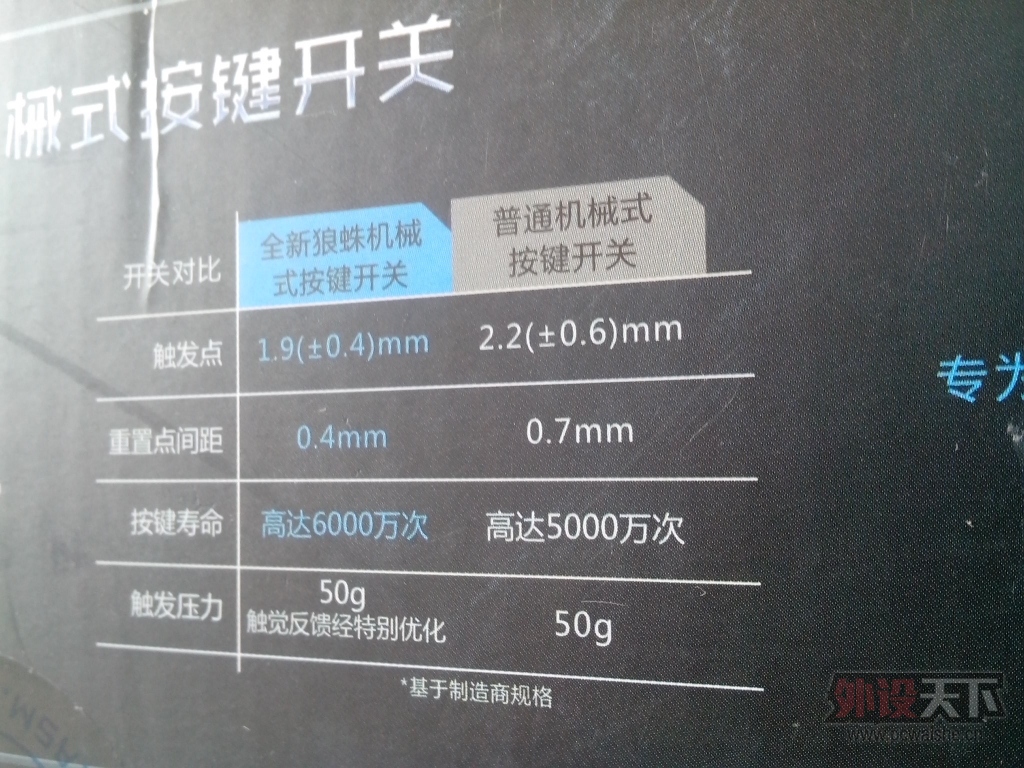 械式按键开关
全新狼蛛机械
式按键开关
普通机械式
按键开关
开关对比
触发点 1.9(±0.4)mm 2.2(±0.6)mm
重置点间距 0.4mm 0.7mm
按键寿命 高达6000万次 高达5000万次
触发压力 50g
触觉反馈经特别优化 50g
*基于制造商规格
专为
外设天下
www.pcwaishe.cn